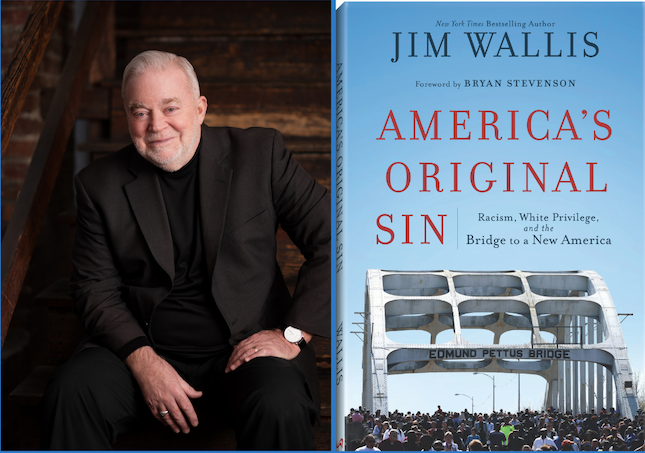 New York Times Bestselling Author
JIM WALLIS
Foreword by BRYAN STEVENSON
AMERICA'S
ORIGINAL
SIN
Racism, White Privilege,
and the
Bridge to a New America
EDMUND PETTUS BRIDGE
AMERICA'S ORIGINAL SIN
WALLIS